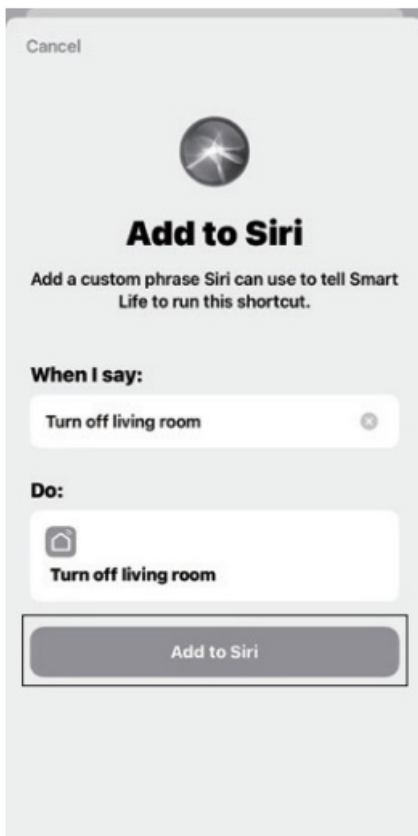 Cancel
Add to Siri
Add a custom phrase Siri can use to tell Smart
Life to run this shortcut.
When I say:
Turn off living room
Do:
Turn off living room
Add to Siri